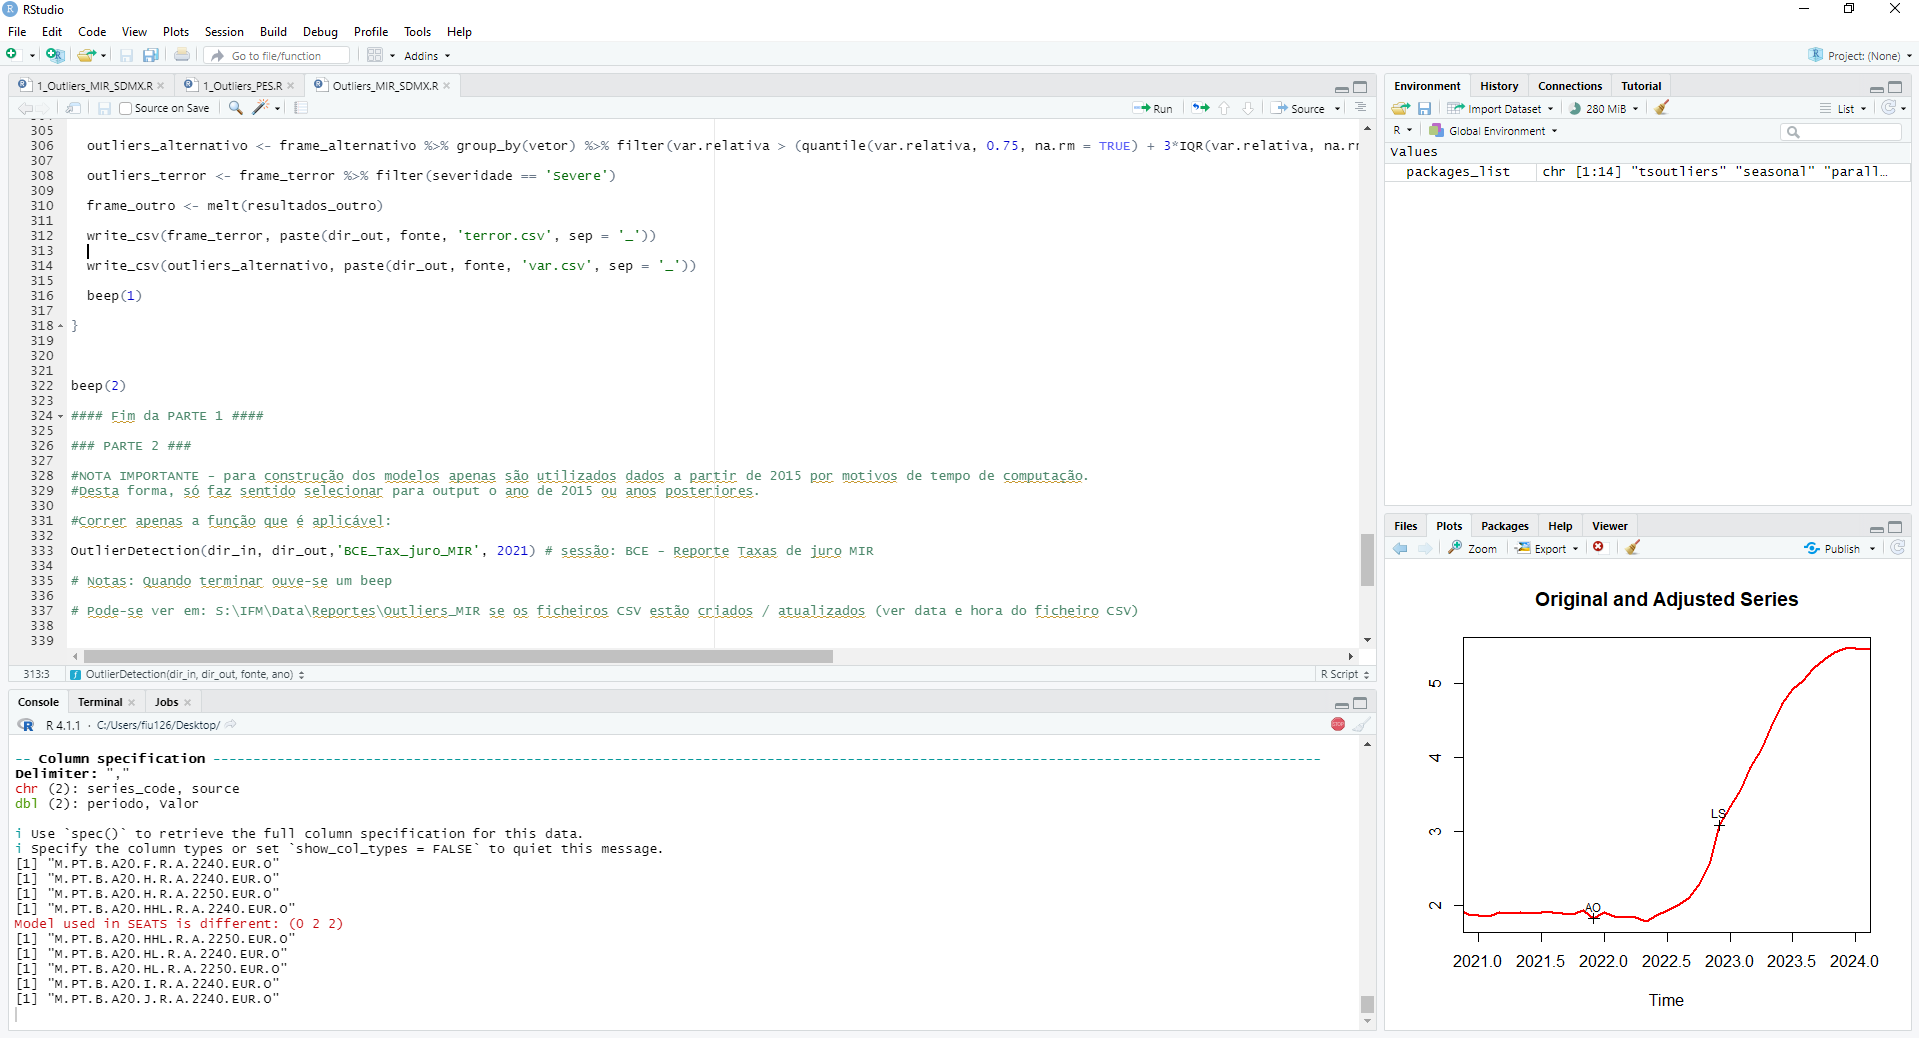 RStudio
File Edit Code View Plots Session Build Debug Profile Tools Help
Go to file/function Addins Project: (None)
1_Outliers_MIR_SDMX.R 1_Outliers_PES.R Outliers_MIR_SDMX.R
Source on Save Run Source
305
306 outliers_alternativo <- frame_alternativo %>% group_by(vetor) %>% filter(var.relativa > (quantile(var.relativa, 0.75, na.rm = TRUE) + 3*IQR(var.relativa, na.rm
307
308 outliers_terror <- frame_terror %>% filter(severidade == 'Severe')
309
310 frame_outro <- melt(resultados_outro)
311
312 write_csv(frame_terror, paste(dir_out, fonte, 'terror.csv', sep = '_'))
313
314 write_csv(outliers_alternativo, paste(dir_out, fonte, 'var.csv', sep = '_'))
315
316 beep(1)
317
318 }
319
320
321
322 beep(2)
323
324 #### Fim da PARTE 1 ####
325
326 ### PARTE 2 ###
327
328 #NOTA IMPORTANTE - para construção dos modelos apenas são utilizados dados a partir de 2015 por motivos de tempo de computação.
329 #Desta forma, só faz sentido selecionar para output o ano de 2015 ou anos posteriores.
330
331 #Correr apenas a função que é aplicável:
332
333 OutlierDetection(dir_in, dir_out,'BCE_Tax_juro_MIR', 2021) # sessão: BCE - Reporte Taxas de juro MIR
334
335 # Notas: Quando terminar ouve-se um beep
336
337 # Pode-se ver em: S:\IFM\Data\Reportes\Outliers_MIR se os ficheiros CSV estão criados / atualizados (ver data e hora do ficheiro CSV)
338
339
313:3 OutlierDetection(dir_in, dir_out, fonte, ano) R Script
Console Terminal Jobs
R 4.1.1 · C:/Users/fiu126/Desktop/
-- Column specification
Delimiter: ","
chr (2): series_code, source
dbl (2): periodo, Valor
i Use `spec()` to retrieve the full column specification for this data.
i Specify the column types or set `show_col_types = FALSE` to quiet this message.
[1] "M.PT.B.A20.F.R.A.2240.EUR.O"
[1] "M.PT.B.A20.H.R.A.2240.EUR.O"
[1] "M.PT.B.A20.H.R.A.2250.EUR.O"
[1] "M.PT.B.A20.HHL.R.A.2240.EUR.O"
Model used in SEATS is different: (0 2 2)
[1] "M.PT.B.A20.HHL.R.A.2250.EUR.O"
[1] "M.PT.B.A20.HL.R.A.2240.EUR.O"
[1] "M.PT.B.A20.HL.R.A.2250.EUR.O"
[1] "M.PT.B.A20.I.R.A.2240.EUR.O"
[1] "M.PT.B.A20.J.R.A.2240.EUR.O"
Environment History Connections Tutorial
Import Dataset 280 MiB List
R Global Environment
Values
packages_list chr [1:14] "tsoutliers" "seasonal" "parall…
Files Plots Packages Help Viewer
Zoom Export Publish
Original and Adjusted Series
5
4
3
2
LS
AO
2021.0 2021.5 2022.0 2022.5 2023.0 2023.5 2024.0
Time